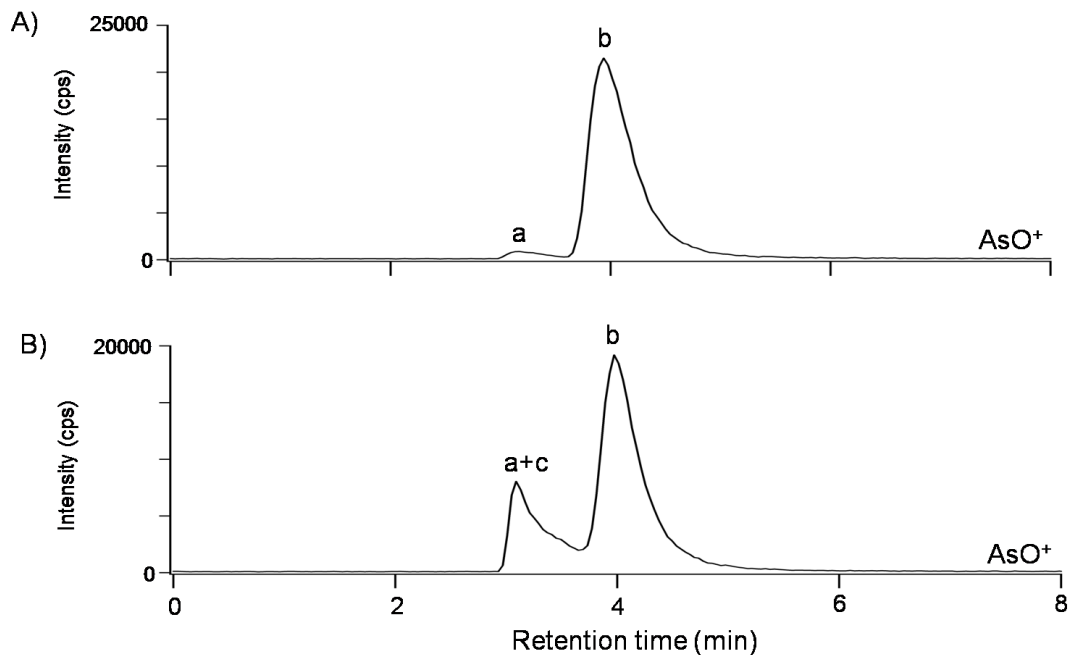 A)
25000
b
Intensity (cps)
a
AsO⁺
0
B)
20000
b
a+c
Intensity (cps)
AsO⁺
0
0 2 4 6 8
Retention time (min)